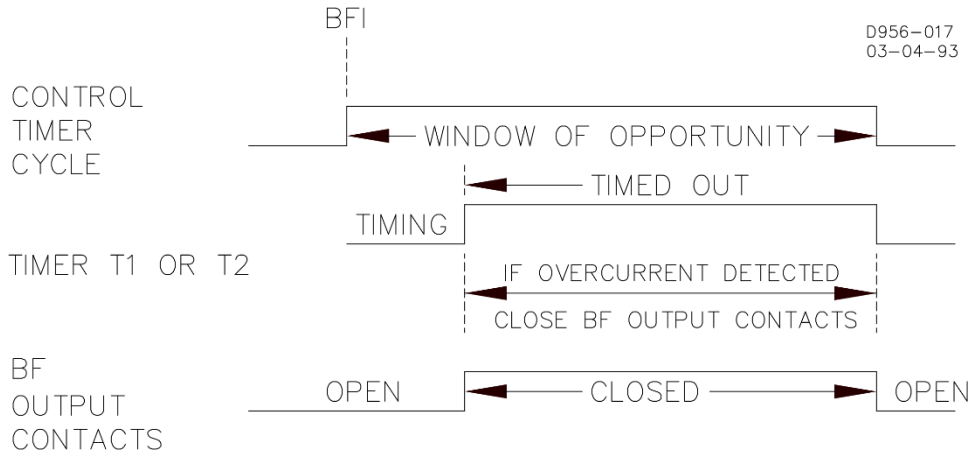 BFI
D956-017
03-04-93
CONTROL
TIMER
CYCLE
WINDOW OF OPPORTUNITY
TIMED OUT
TIMING
TIMER T1 OR T2
IF OVERCURRENT DETECTED
CLOSE BF OUTPUT CONTACTS
BF
OUTPUT
CONTACTS
OPEN
CLOSED
OPEN